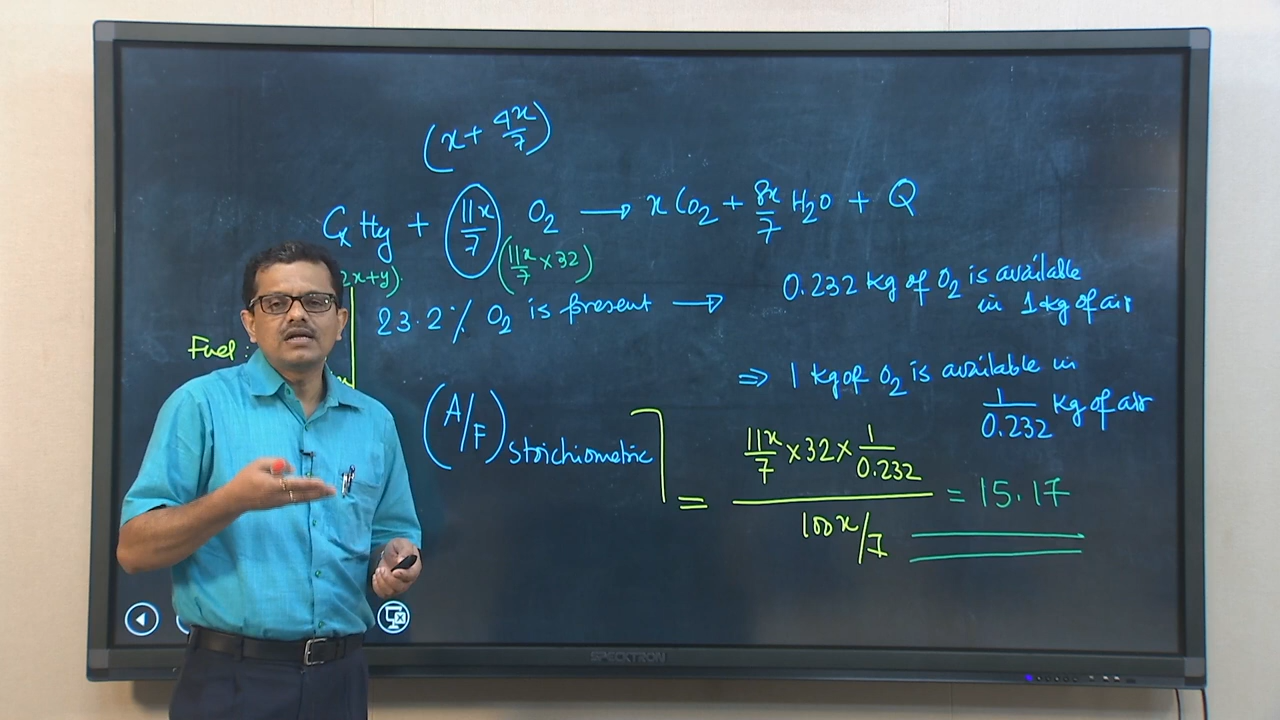 (x + 4x/7)
CxHy + (11x/7) O2 → x CO2 + 8x/7 H2O + Q
2x+y).
(11x/7 × 32)
23.2% O2 is present → 0.232 kg of O2 is available
in 1 kg of air
Fuel:
⇒ 1 kg of O2 is available in
1/0.232 kg of air
(A/F) stoichiometric = (11x/7 × 32 × 1/0.232) / (100x/7) = 15.17
SPECKTRON